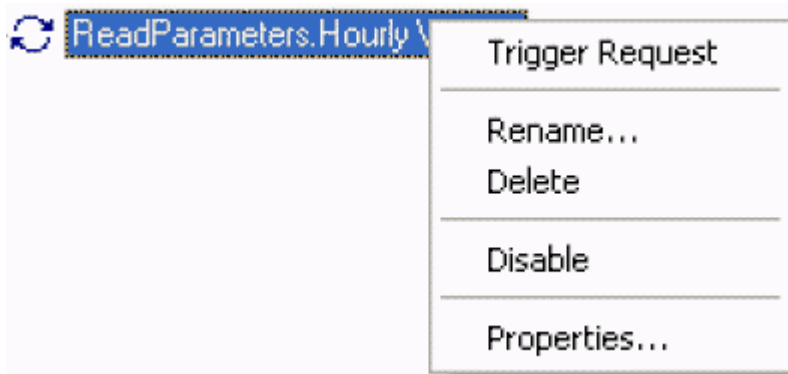 ReadParameters.Hourly
Trigger Request
Rename...
Delete
Disable
Properties...